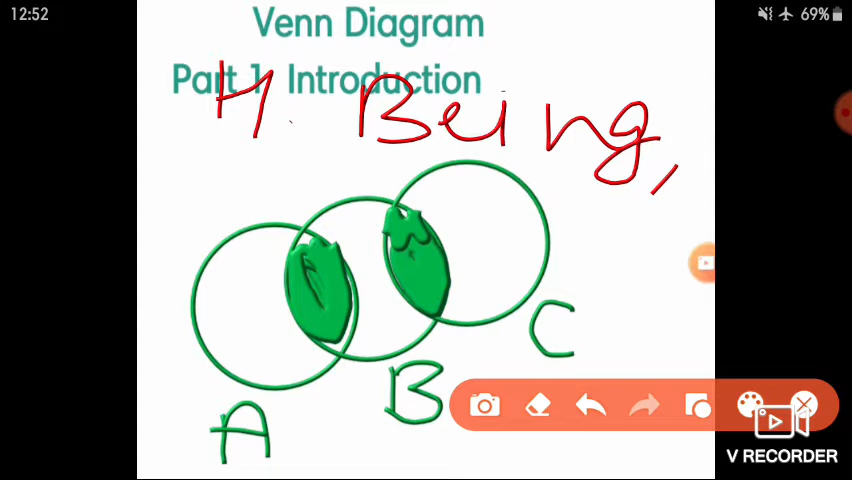 12:52
69%
Venn Diagram
Part 1 Introduction
H. Being,
A
B
C
V RECORDER